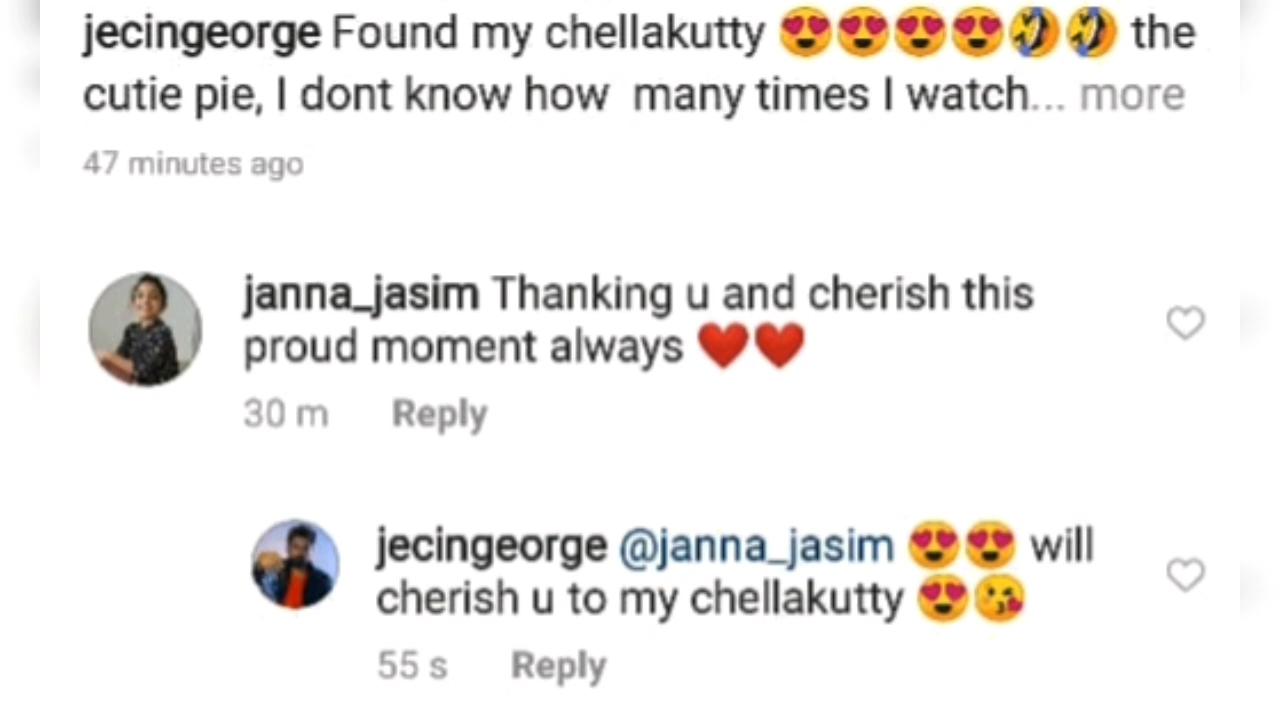 jecingeorge Found my chellakutty 😍😍😍😍🤣🤣 the
cutie pie, I dont know how  many times I watch... more
47 minutes ago
janna_jasim Thanking u and cherish this
proud moment always ❤️❤️
30 m Reply
jecingeorge @janna_jasim 😍😍 will
cherish u to my chellakutty 😍😘
55 s Reply